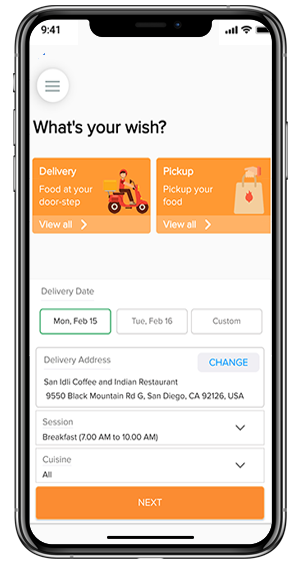 9:41
What's your wish?
Delivery
Food at your
door-step
View all
Pickup
Pickup your
food
View all
Delivery Date
Mon, Feb 15
Tue, Feb 16
Custom
Delivery Address
CHANGE
San Idli Coffee and Indian Restaurant
9550 Black Mountain Rd G, San Diego, CA 92126, USA
Session
Breakfast (7.00 AM to 10.00 AM)
Cuisine
All
NEXT